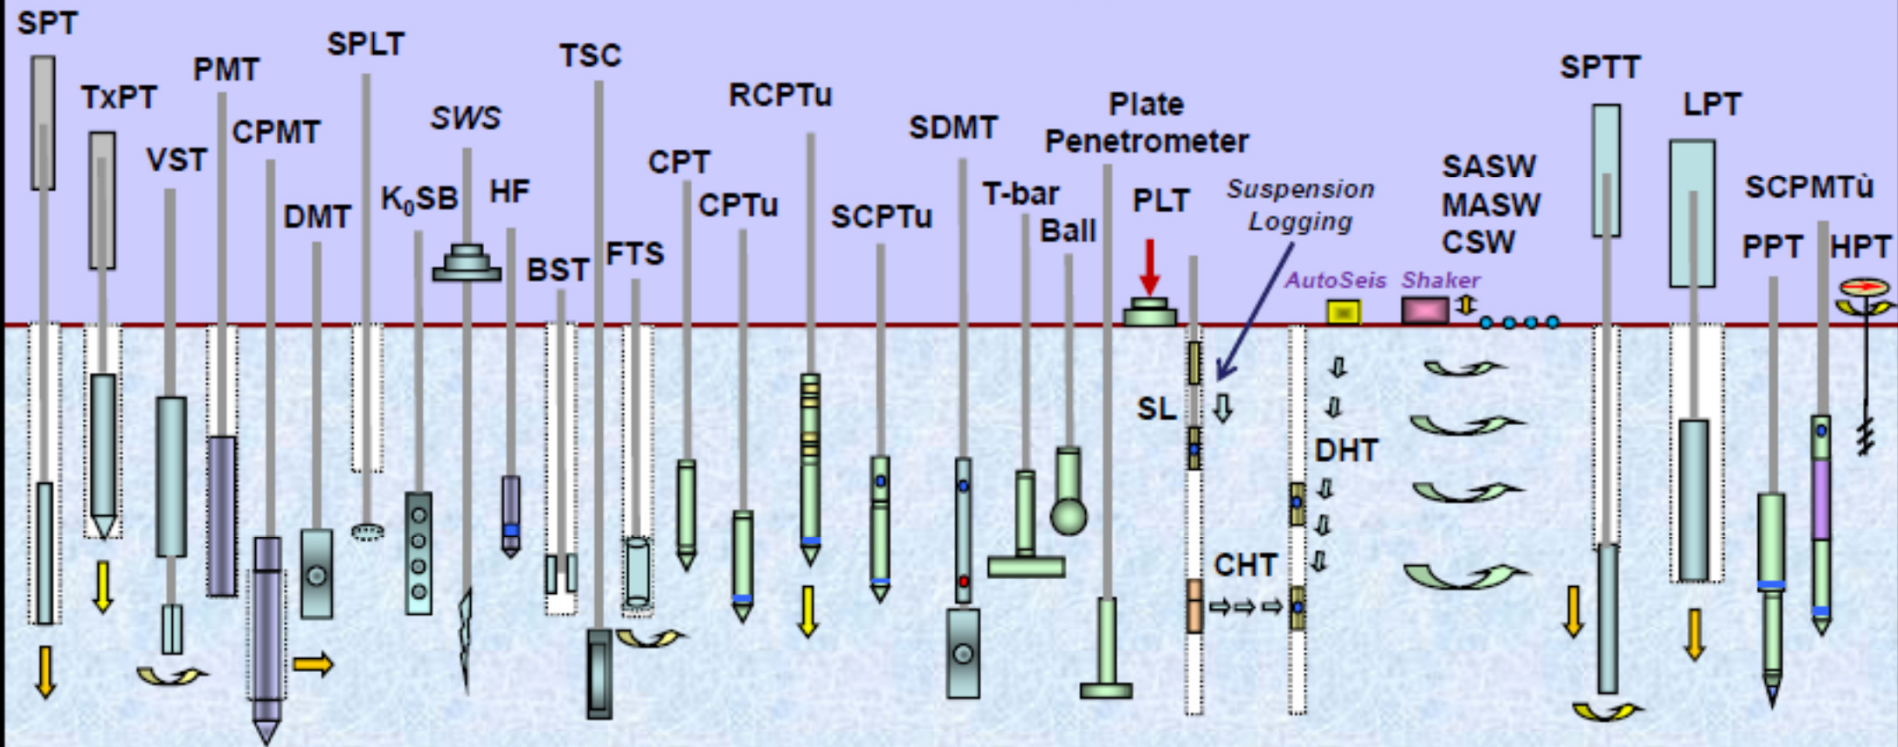 SPT
TxPT
VST
PMT
CPMT
DMT
SPLT
K₀SB
SWS
HF
BST
TSC
FTS
CPT
CPTu
RCPTu
SCPTu
SDMT
T-bar
Ball
Plate
Penetrometer
PLT
Suspension
Logging
AutoSeis
Shaker
SASW
MASW
CSW
SL
CHT
DHT
SPTT
LPT
SCPMTù
PPT
HPT